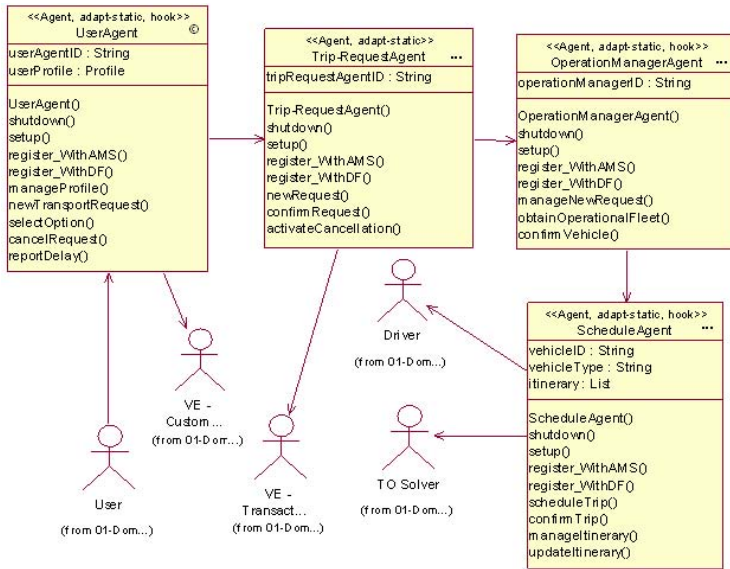 <<Agent, adapt-static, hook>>
UserAgent ©
userAgentID : String
userProfile : Profile
UserAgent()
shutdown()
setup()
register_WithAMS()
register_WithDF()
manageProfile()
newTransportRequest()
selectOption()
cancelRequest()
reportDelay()
<<Agent, adapt-static>>
Trip-RequestAgent ...
tripRequestAgentID : String
Trip-RequestAgent()
shutdown()
setup()
register_WithAMS()
register_WithDF()
newRequest()
confirmRequest()
activateCancellation()
<<Agent, adapt-static, hook>>
OperationManagerAgent ...
operationManagerID : String
OperationManagerAgent()
shutdown()
setup()
register_WithAMS()
register_WithDF()
manageNewRequest()
obtainOperationalFleet()
confirmVehicle()
<<Agent, adapt-static, hook>>
ScheduleAgent ...
vehicleID : String
vehicleType : String
itinerary : List
ScheduleAgent()
shutdown()
setup()
register_WithAMS()
register_WithDF()
scheduleTrip()
confirmTrip()
manageItinerary()
updateItinerary()
Driver
(from 01-Dom...)
VE -
Custom ...
(from 01-Dom...)
User
(from 01-Dom...)
VE -
Transact...
(from 01-Dom...)
TO Solver
(from 01-Dom...)